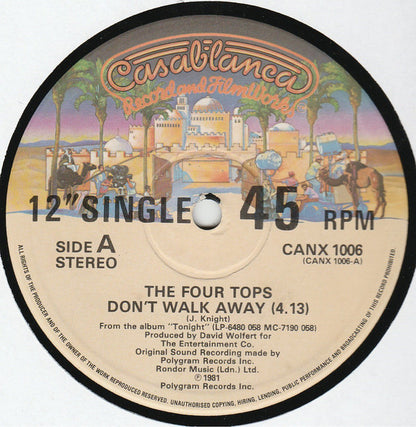 Casablanca
Record and FilmWorks
12" SINGLE 45 RPM
SIDE A
STEREO
CANX 1006
(CANX 1006-A)
THE FOUR TOPS
DON'T WALK AWAY (4.13)
(J. Knight)
From the album "Tonight" (LP-6480 068 MC-7190 068)
Produced by David Wolfert for
The Entertainment Co.
Original Sound Recording made by
Polygram Records Inc.
Rondor Music (Ldn.) Ltd.
℗ 1981
Polygram Records Inc.
ALL RIGHTS OF THE PRODUCER AND OF THE OWNER OF THE WORK REPRODUCED RESERVED. UNAUTHORISED COPYING, HIRING, LENDING, PUBLIC PERFORMANCE AND BROADCASTING OF THIS RECORD PROHIBITED.